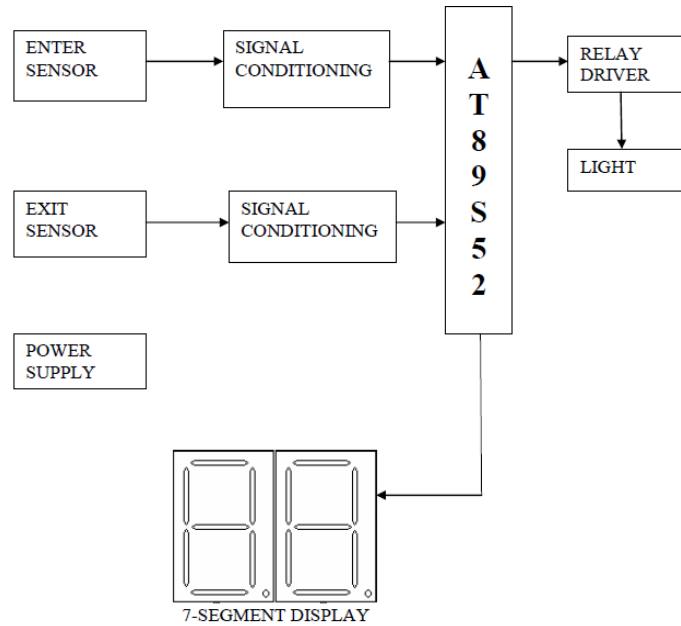 ENTER
SENSOR
SIGNAL
CONDITIONING
A
T
8
9
S
5
2
RELAY
DRIVER
LIGHT
EXIT
SENSOR
SIGNAL
CONDITIONING
POWER
SUPPLY
7-SEGMENT DISPLAY